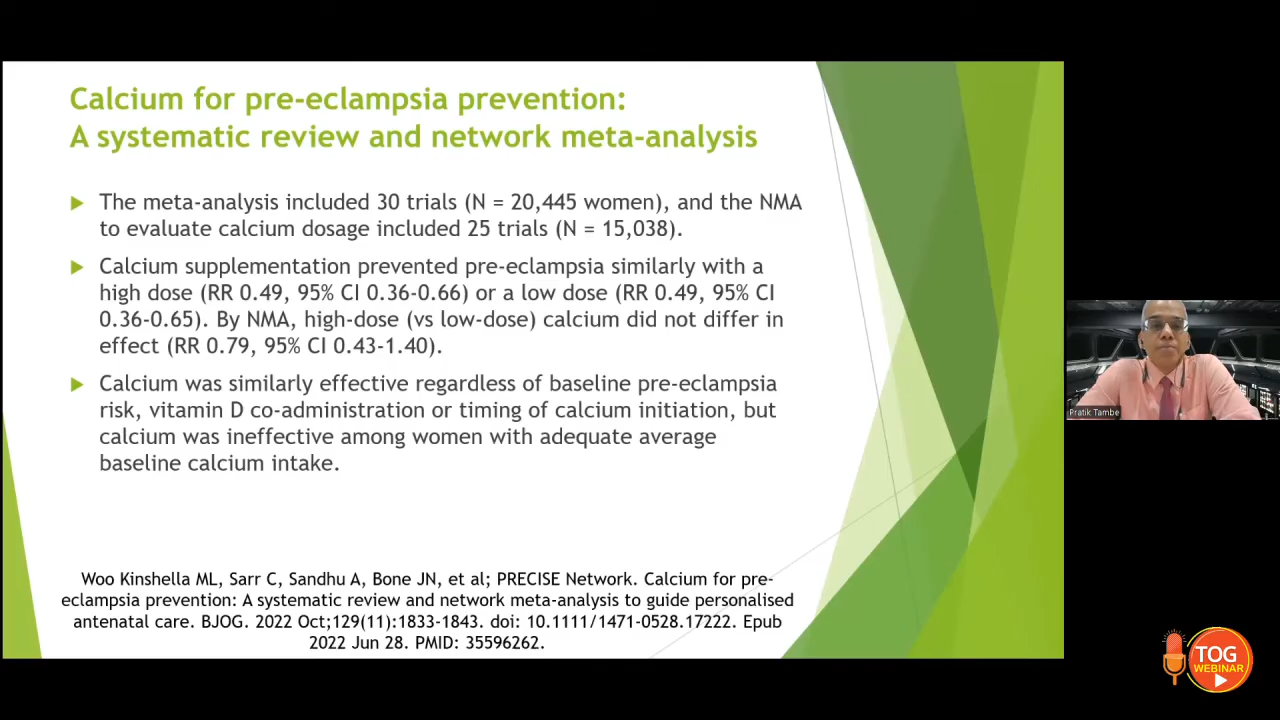 Calcium for pre-eclampsia prevention:
A systematic review and network meta-analysis
The meta-analysis included 30 trials (N = 20,445 women), and the NMA
to evaluate calcium dosage included 25 trials (N = 15,038).
Calcium supplementation prevented pre-eclampsia similarly with a
high dose (RR 0.49, 95% CI 0.36-0.66) or a low dose (RR 0.49, 95% CI
0.36-0.65). By NMA, high-dose (vs low-dose) calcium did not differ in
effect (RR 0.79, 95% CI 0.43-1.40).
Calcium was similarly effective regardless of baseline pre-eclampsia
risk, vitamin D co-administration or timing of calcium initiation, but
calcium was ineffective among women with adequate average
baseline calcium intake.
Woo Kinshella ML, Sarr C, Sandhu A, Bone JN, et al; PRECISE Network. Calcium for pre-
eclampsia prevention: A systematic review and network meta-analysis to guide personalised
antenatal care. BJOG. 2022 Oct;129(11):1833-1843. doi: 10.1111/1471-0528.17222. Epub
2022 Jun 28. PMID: 35596262.
Pratik Tambe
TOG
WEBINAR